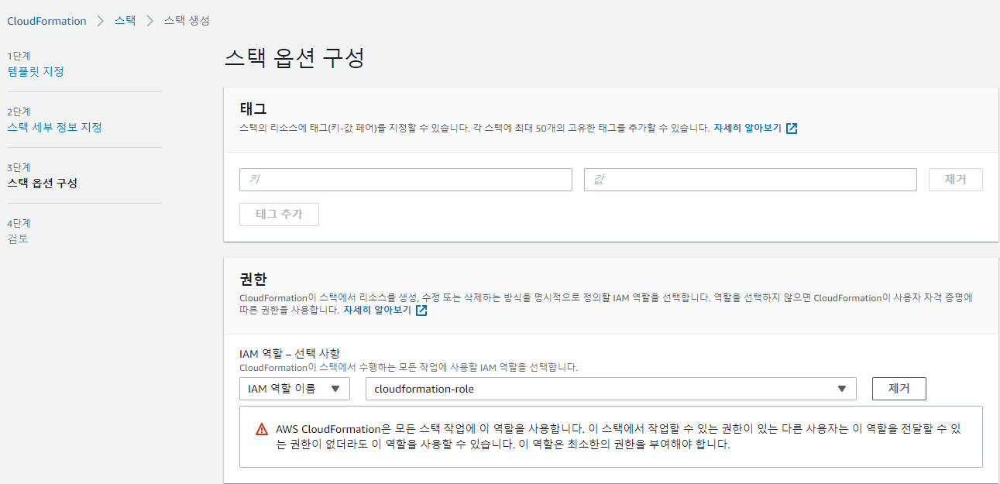 CloudFormation > 스택 > 스택 생성
1단계
템플릿 지정
2단계
스택 세부 정보 지정
3단계
스택 옵션 구성
4단계
검토
스택 옵션 구성
태그
스택의 리소스에 태그(키-값 페어)를 지정할 수 있습니다. 각 스택에 최대 50개의 고유한 태그를 추가할 수 있습니다. 자세히 알아보기
키 값 제거
태그 추가
권한
CloudFormation이 스택에서 리소스를 생성, 수정 또는 삭제하는 방식을 명시적으로 정의할 IAM 역할을 선택합니다. 역할을 선택하지 않으면 CloudFormation이 사용자 자격 증명에
따른 권한을 사용합니다. 자세히 알아보기
IAM 역할 – 선택 사항
CloudFormation이 스택에서 수행하는 모든 작업에 사용할 IAM 역할을 선택합니다.
IAM 역할 이름 cloudformation-role 제거
AWS CloudFormation은 모든 스택 작업에 이 역할을 사용합니다. 이 스택에서 작업할 수 있는 권한이 있는 다른 사용자는 이 역할을 전달할 수 있
는 권한이 없더라도 이 역할을 사용할 수 있습니다. 이 역할은 최소한의 권한을 부여해야 합니다.